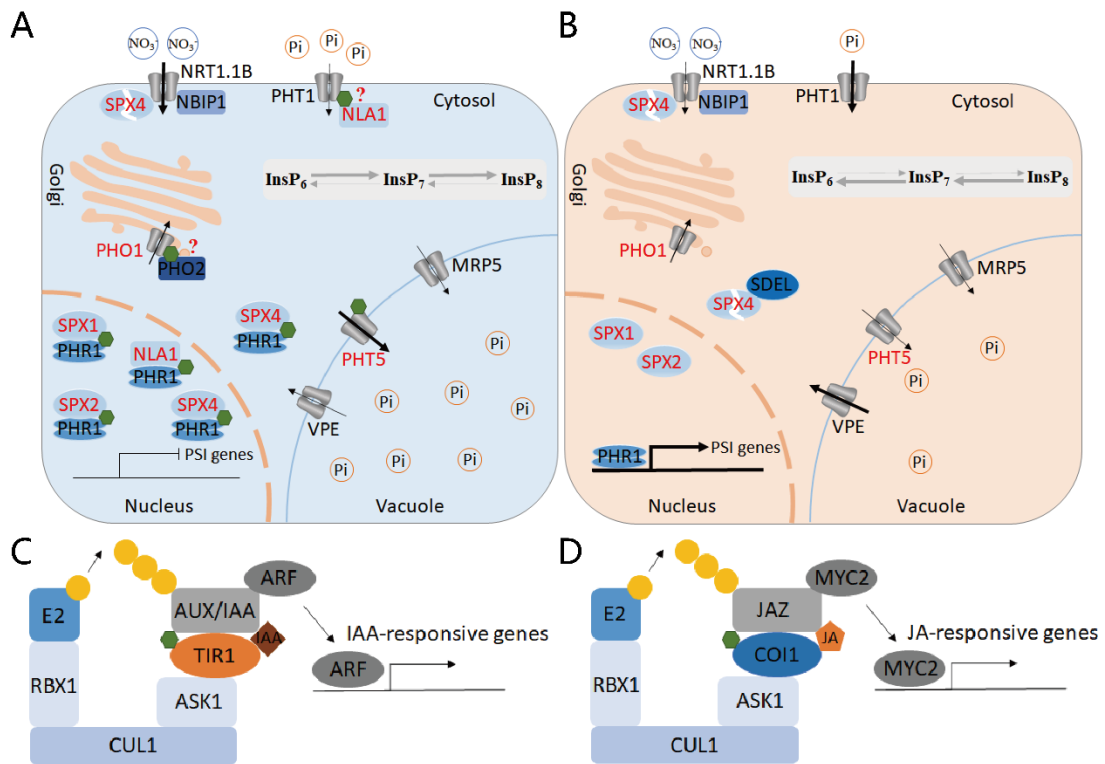 A
NO₃⁻ NO₃⁻
Pi Pi Pi
NRT1.1B
SPX4
NBIP1
PHT1
?
NLA1
Cytosol
Golgi
InsP₆ InsP₇ InsP₈
PHO1
?
PHO2
MRP5
SPX4
PHR1
SPX1
PHR1
NLA1
PHR1
SPX2
PHR1
SPX4
PHR1
PHT5
VPE
Pi
Pi
Pi
Pi
Pi
Pi
Pi
PSI genes
Nucleus
Vacuole
B
NO₃⁻ NO₃⁻
Pi
NRT1.1B
SPX4
NBIP1
PHT1
Cytosol
Golgi
InsP₆ InsP₇ InsP₈
PHO1
MRP5
SDEL
SPX4
SPX1
SPX2
PHT5
VPE
Pi
Pi
Pi
PHR1
PSI genes
Nucleus
Vacuole
C
E2
RBX1
CUL1
AUX/IAA
ARF
IAA
TIR1
ASK1
IAA-responsive genes
ARF
D
E2
RBX1
CUL1
JAZ
MYC2
JA
COI1
ASK1
JA-responsive genes
MYC2